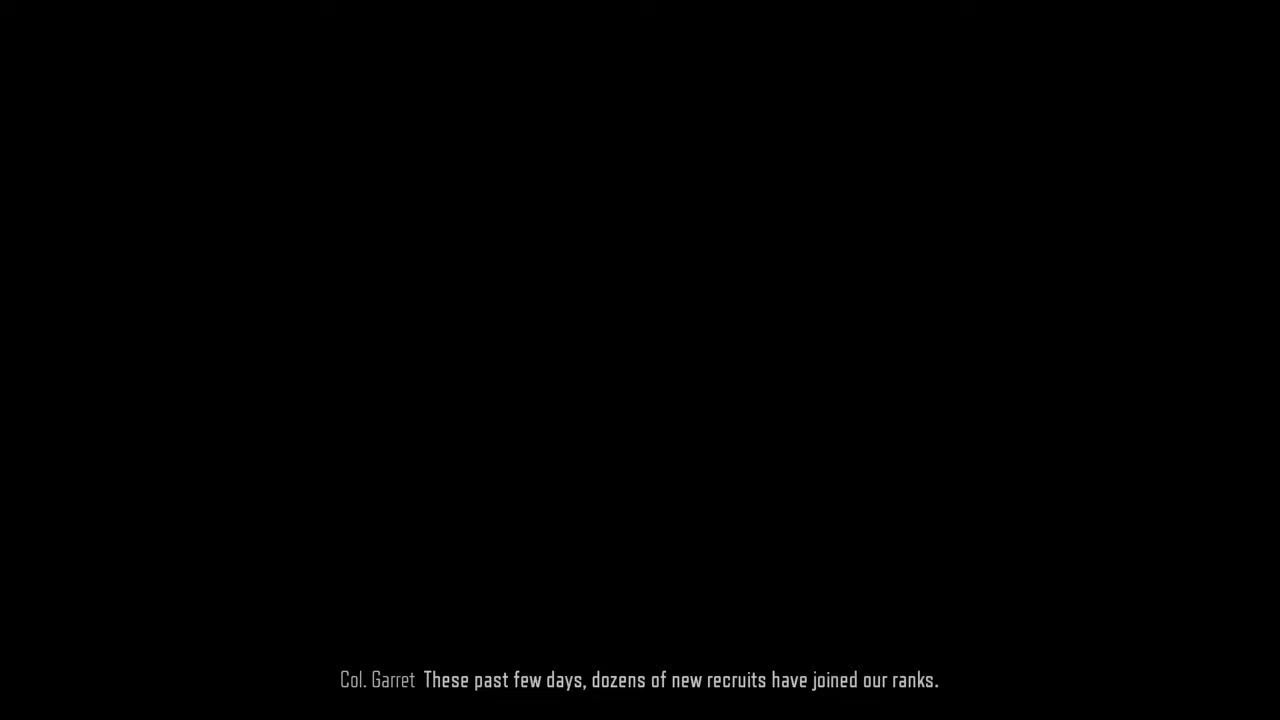 Col. Garret These past few days, dozens of new recruits have joined our ranks.